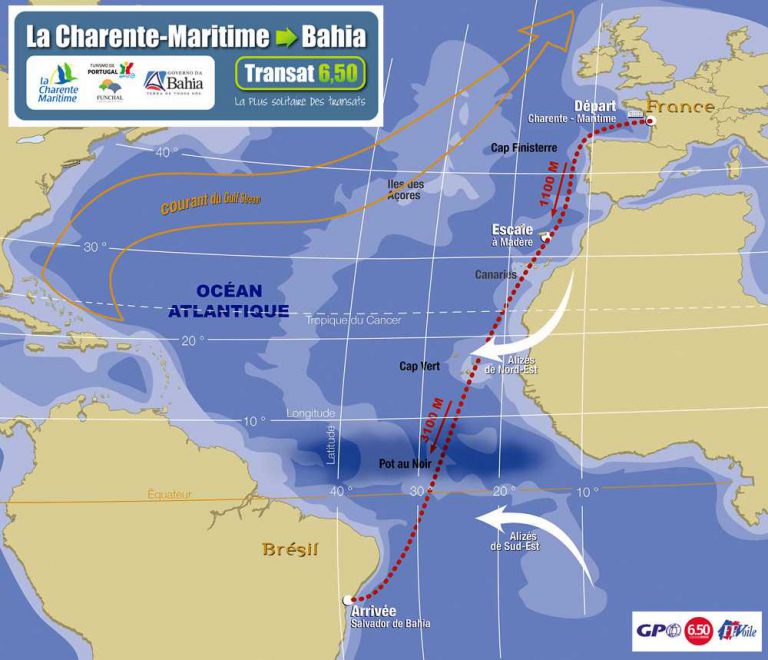 La Charente-Maritime Bahia
la
Charente
Maritime
TURISMO DE
PORTUGAL
FUNCHAL
GOVERNO DA
Bahia
TERRA DE TODOS NÓS
Transat 6,50
La Plus solitaire Des transats
Départ
Charente - Maritime
France
Cap Finisterre
40°
1100 M
Iles des
Açores
Courant du Gulf Stream
Escale
à Madère
30°
Canaries
OCÉAN
ATLANTIQUE
Tropique du Cancer
20°
Cap Vert
Alizés
de Nord-Est
Longitude
10°
Latitude
3100 M
Pot au Noir
Équateur
40°
30°
20°
10°
Alizés
de Sud-Est
Brésil
Arrivée
Salvador de Bahia
GPO
6.50
FFVoile